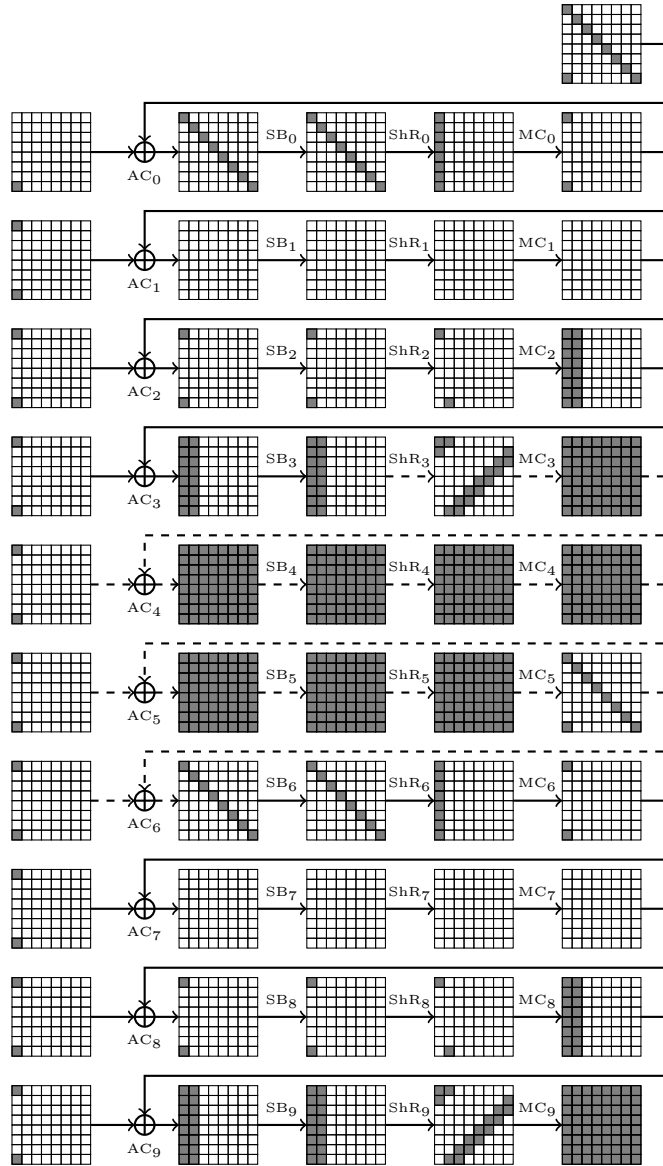 SB0 ShR0 MC0
AC0
SB1 ShR1 MC1
AC1
SB2 ShR2 MC2
AC2
SB3 ShR3 MC3
AC3
SB4 ShR4 MC4
AC4
SB5 ShR5 MC5
AC5
SB6 ShR6 MC6
AC6
SB7 ShR7 MC7
AC7
SB8 ShR8 MC8
AC8
SB9 ShR9 MC9
AC9